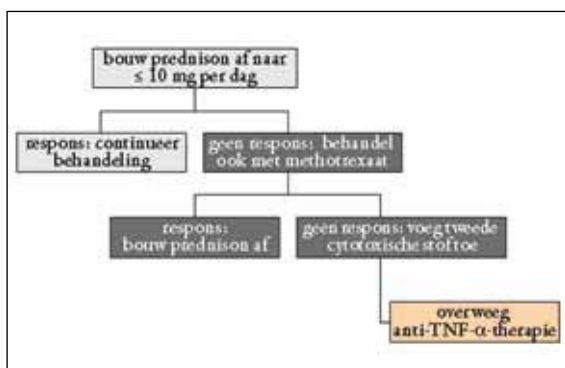 bouw prednison af naar
≤ 10 mg per dag
respons: continueer
behandeling
geen respons: behandel
ook met methotrexaat
respons:
bouw prednison af
geen respons: voeg tweede
cytotoxische stof toe
overweeg
anti-TNF-α-therapie